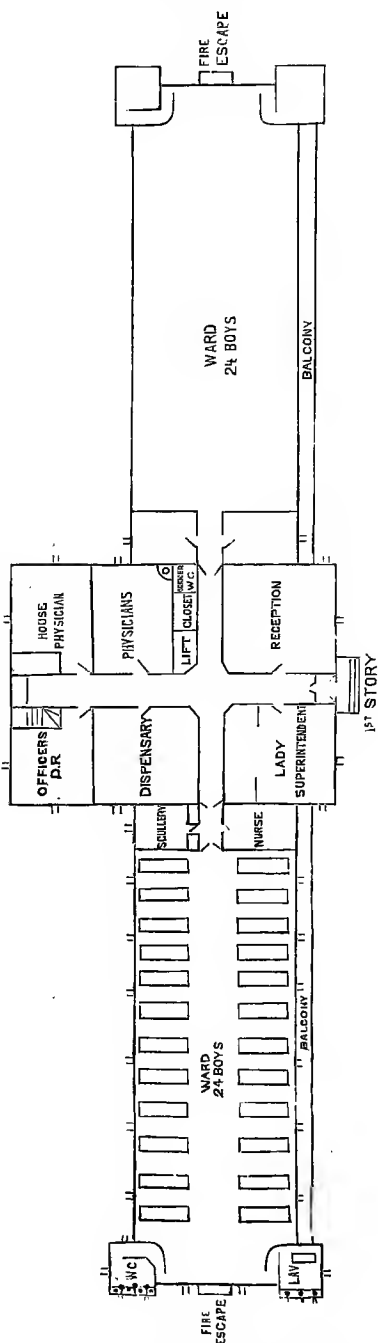 FIRE
ESCAPE
WARD
24 BOYS
BALCONY
HOUSE
PHYSICIAN
PHYSICIANS
LIFT
CLOSET
W.C.
RECEPTION
OFFICERS
D.R
DISPENSARY
LADY
SUPERINTENDENT
1ST STORY
SCULLERY
NURSE
WARD
24 BOYS
BALCONY
WC
LAV
FIRE
ESCAPE